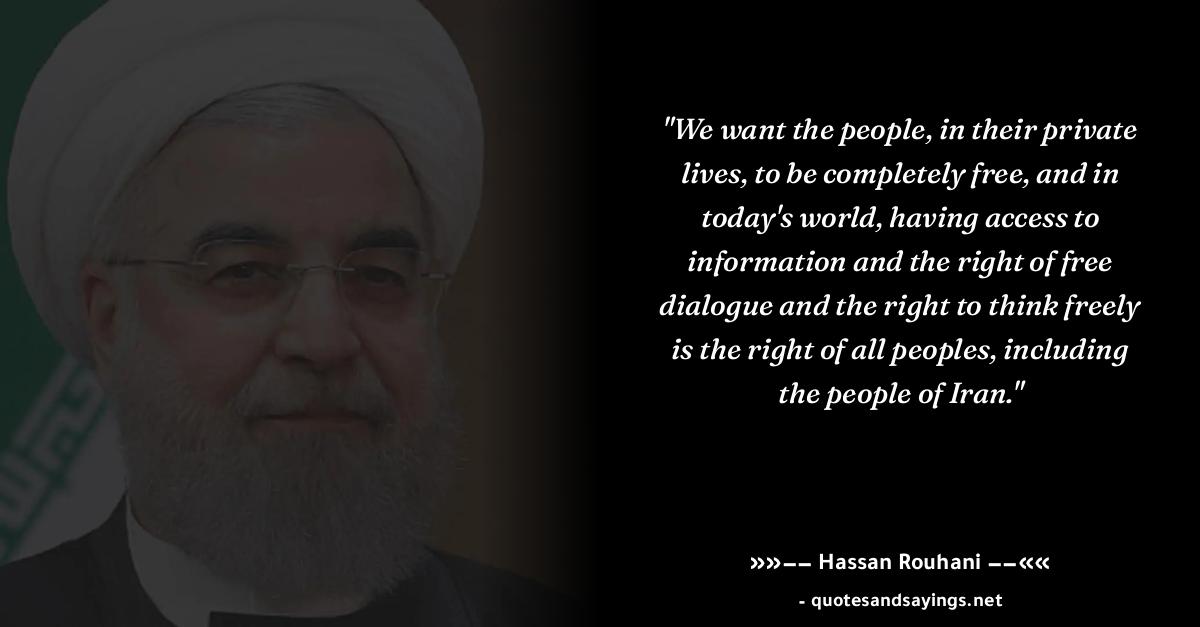 "We want the people, in their private
lives, to be completely free, and in
today's world, having access to
information and the right of free
dialogue and the right to think freely
is the right of all peoples, including
the people of Iran."
»»−− Hassan Rouhani −−««
- quotesandsayings.net